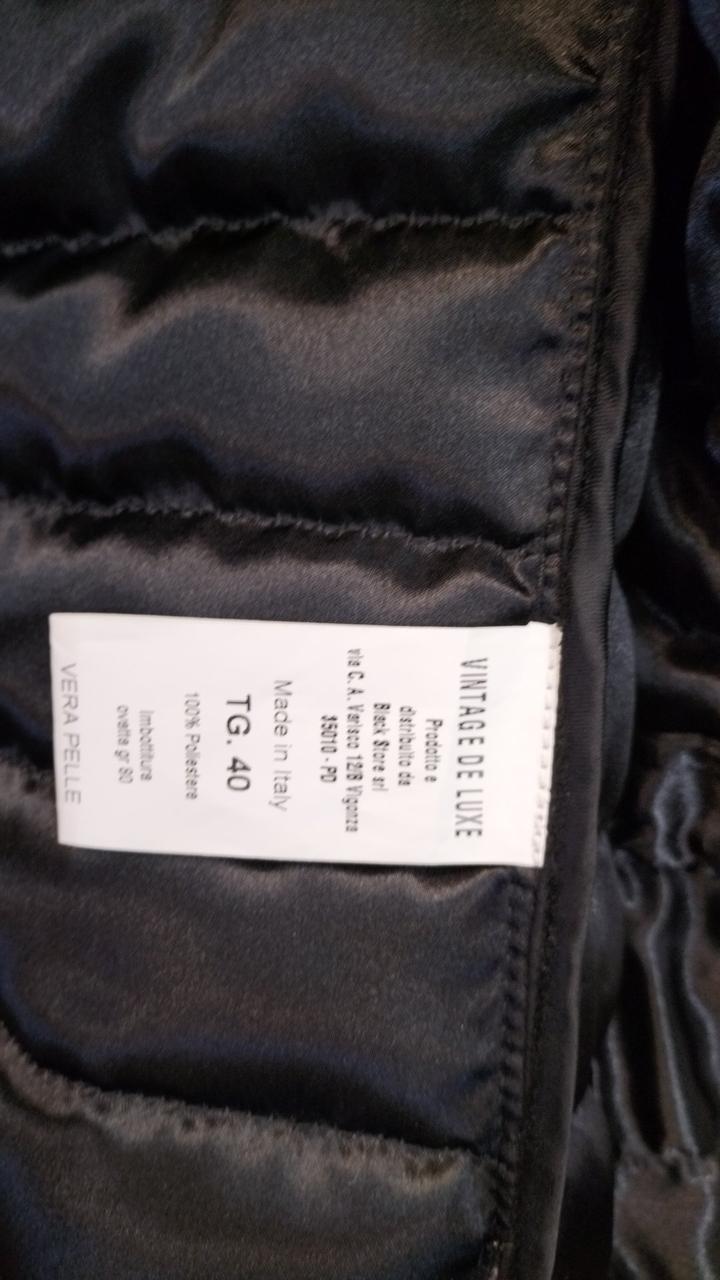 VINTAGE DE LUXE
Prodotto e
distribuito da
Black Store srl
via C. A. Varisco 12/B Vigonza
35010 - PD
Made in Italy
TG. 40
100% Poliestere
Imbottitura
ovatta gr 80
VERA PELLE